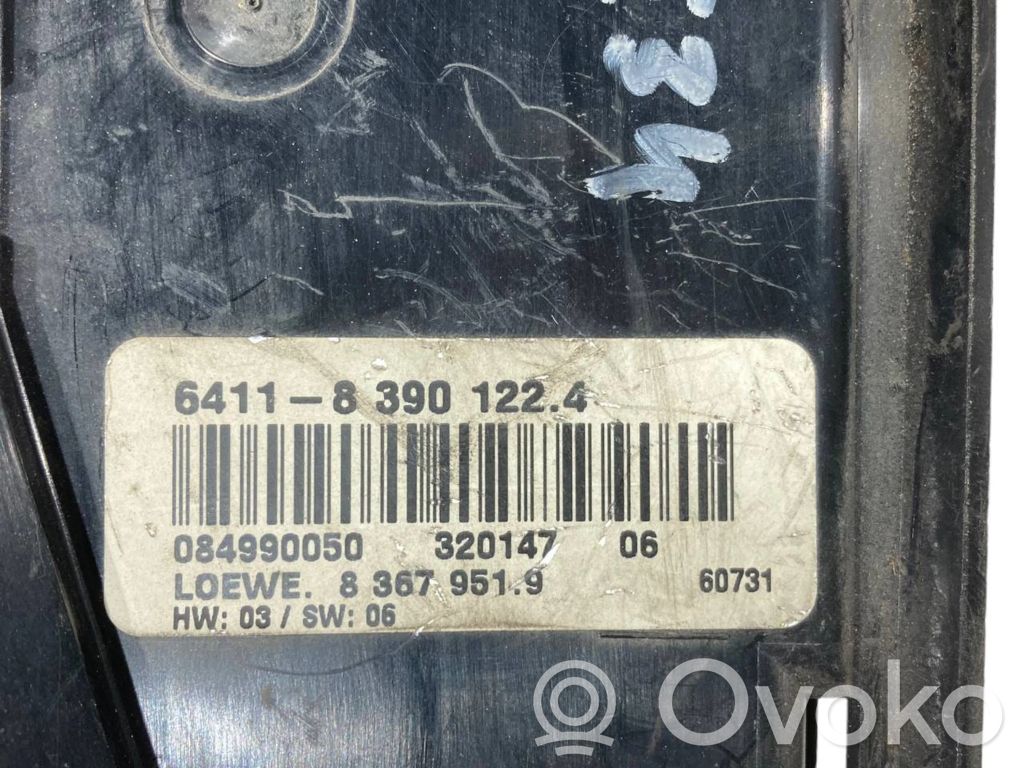 6411-8 390 122.4
084990050 320147 06
LOEWE. 8 367 951.9 60731
HW: 03 / SW: 06
Ovoko